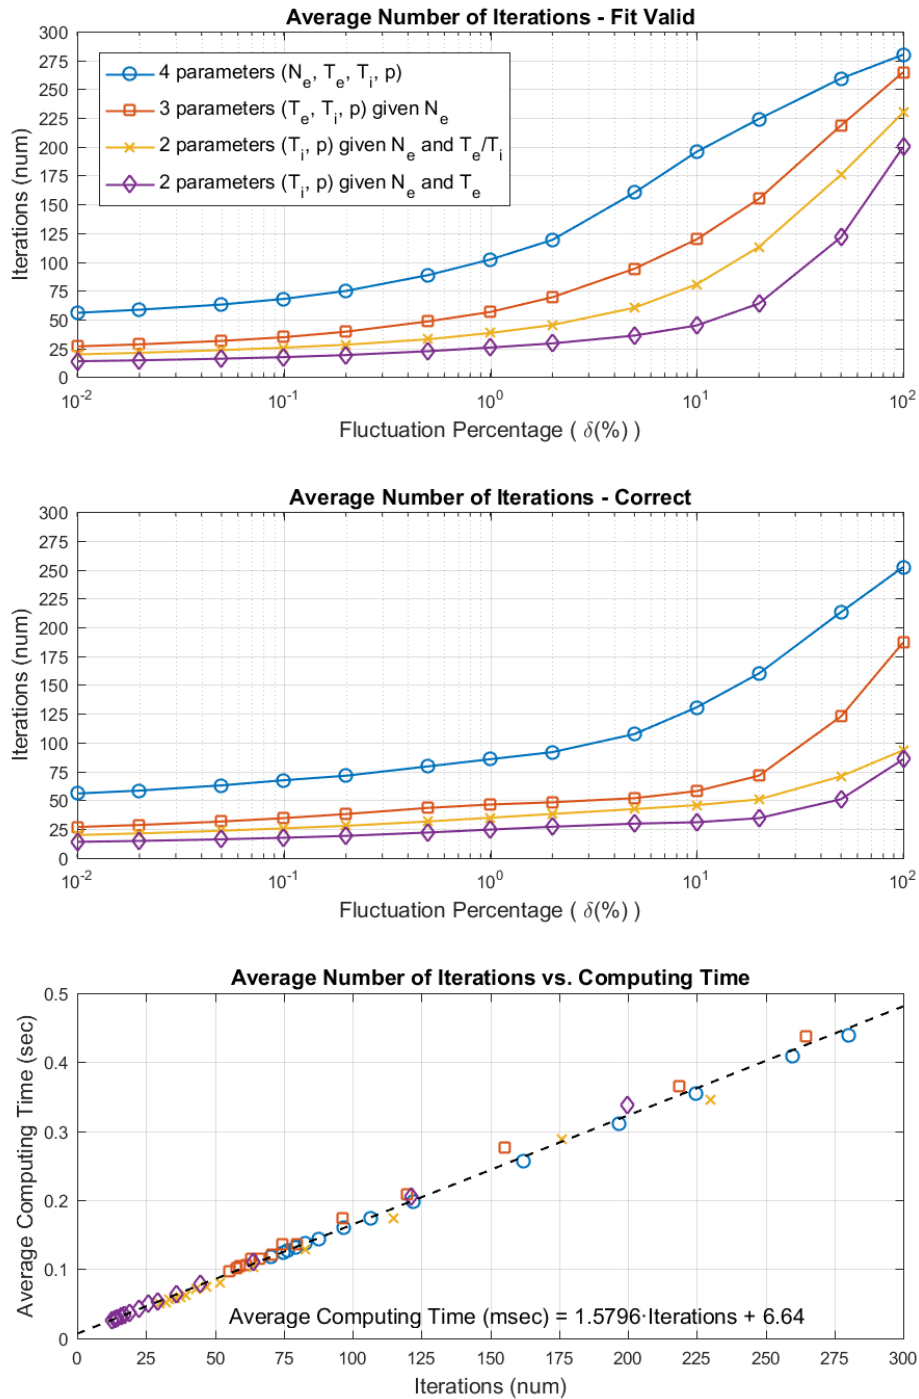 Average Number of Iterations - Fit Valid
300
275
250
225
200
175
150
125
100
75
50
25
0
Iterations (num)
4 parameters (Nₑ, Tₑ, Tᵢ, p)
3 parameters (Tₑ, Tᵢ, p) given Nₑ
2 parameters (Tᵢ, p) given Nₑ and Tₑ/Tᵢ
2 parameters (Tᵢ, p) given Nₑ and Tₑ
10⁻² 10⁻¹ 10⁰ 10¹ 10²
Fluctuation Percentage ( δ(%) )
Average Number of Iterations - Correct
300
275
250
225
200
175
150
125
100
75
50
25
0
Iterations (num)
10⁻² 10⁻¹ 10⁰ 10¹ 10²
Fluctuation Percentage ( δ(%) )
Average Number of Iterations vs. Computing Time
0.5
0.4
0.3
0.2
0.1
0
Average Computing Time (sec)
Average Computing Time (msec) = 1.5796·Iterations + 6.64
0 25 50 75 100 125 150 175 200 225 250 275 300
Iterations (num)